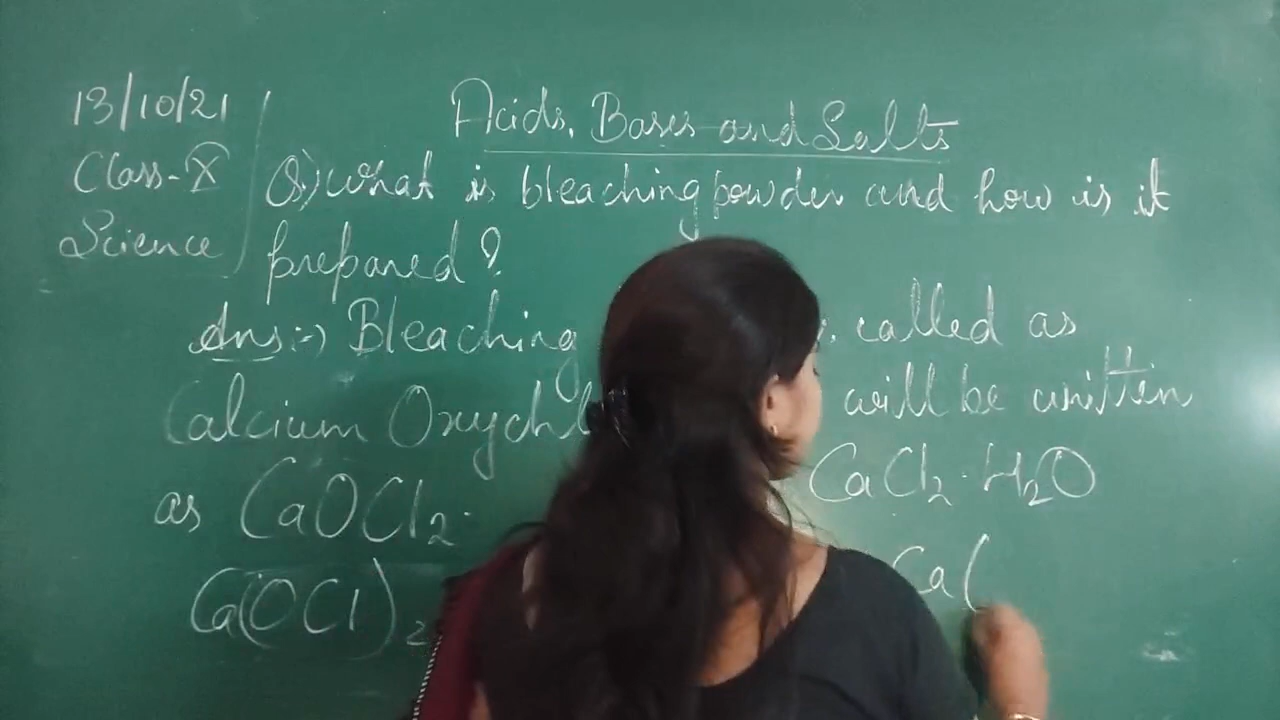 13/10/21
Class-X
Science
Acids, Bases and Salts
Q) what is bleaching powder and how is it
prepared?
Ans:-) Bleaching called as
Calcium Oxychl will be written
as CaOCl2. CaCl2.H2O
Ca(OCl)2 Ca(